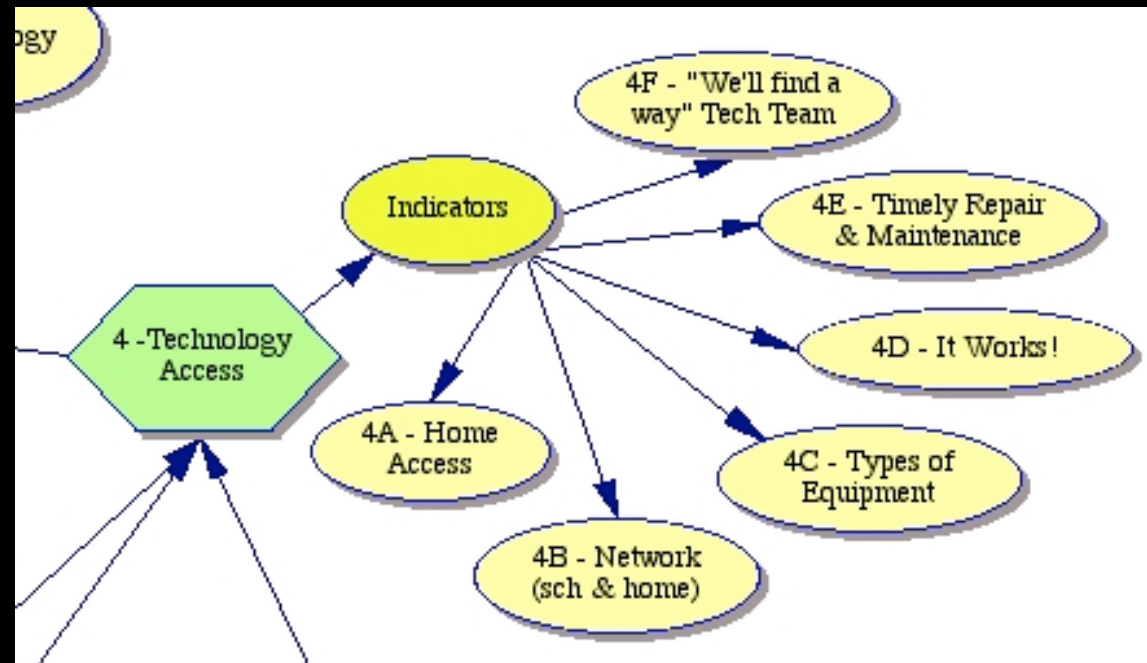 4F - "We'll find a
way" Tech Team
Indicators
4E - Timely Repair
& Maintenance
4 -Technology
Access
4D - It Works!
4A - Home
Access
4C - Types of
Equipment
4B - Network
(sch & home)